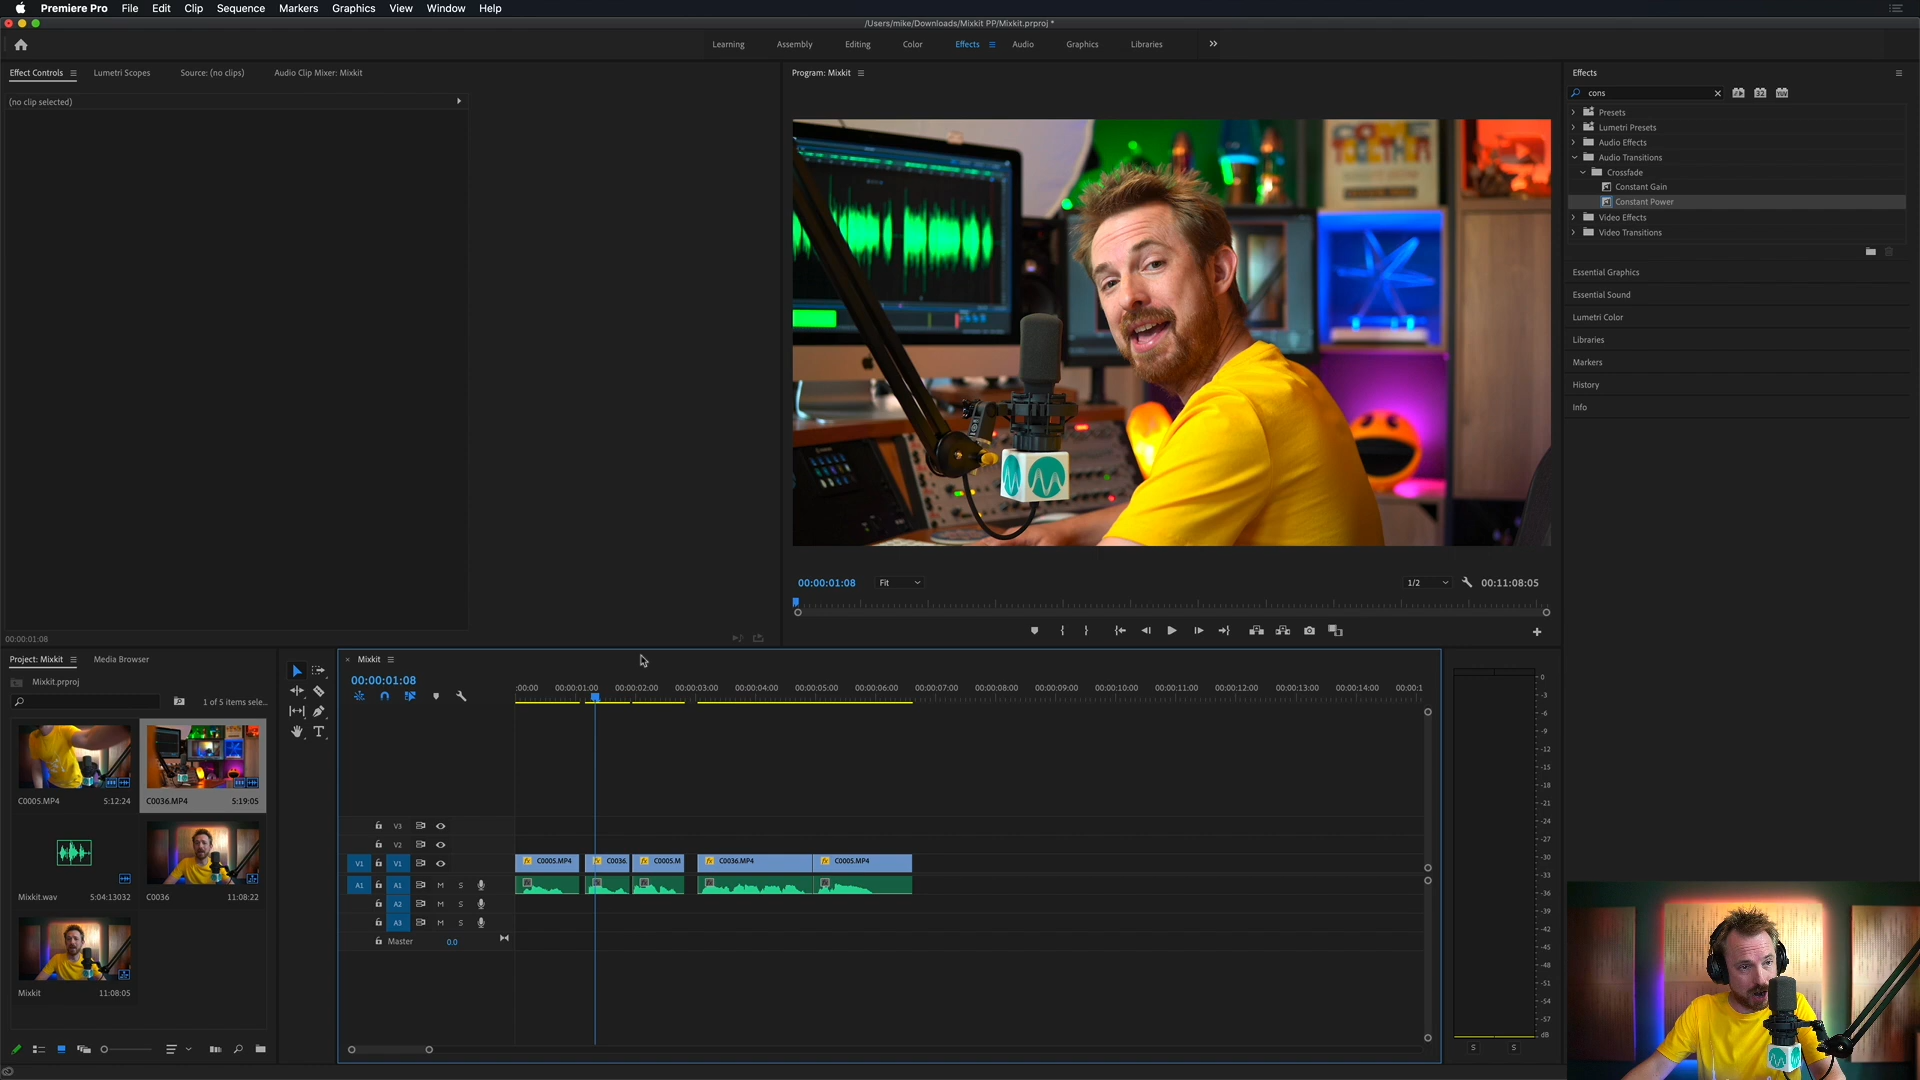 Premiere Pro File Edit Clip Sequence Markers Graphics View Window Help
/Users/mike/Downloads/Mixkit PP/Mixkit.prproj *
Learning Assembly Editing Color Effects Audio Graphics Libraries
Effect Controls Lumetri Scopes Source: (no clips) Audio Clip Mixer: Mixkit
(no clip selected)
00:00:01:08
Program: Mixkit
00:00:01:08 Fit 1/2 00:11:08:05
Effects
cons
Presets
Lumetri Presets
Audio Effects
Audio Transitions
Crossfade
Constant Gain
Constant Power
Video Effects
Video Transitions
Essential Graphics
Essential Sound
Lumetri Color
Libraries
Markers
History
Info
Project: Mixkit Media Browser
Mixkit.prproj
1 of 5 items sele...
C0005.MP4 5:12:24
C0036.MP4 5:19:05
Mixkit.wav 5:04:13032
C0036 11:08:22
Mixkit 11:08:05
Mixkit
00:00:01:08
:00:00 00:00:01:00 00:00:02:00 00:00:03:00 00:00:04:00 00:00:05:00 00:00:06:00 00:00:07:00 00:00:08:00 00:00:09:00 00:00:10:00 00:00:11:00 00:00:12:00 00:00:13:00 00:00:14:00 00:00:1
V3
V2
V1 V1 C0005.MP4 C0036. C0005.M C0036.MP4 C0005.MP4
A1 A1 M S
A2 M S
A3 M S
Master 0.0
0
-3
-6
-9
-12
-15
-18
-21
-24
-27
-30
-33
-36
-39
-42
-45
-48
-51
-54
-57
dB
S S